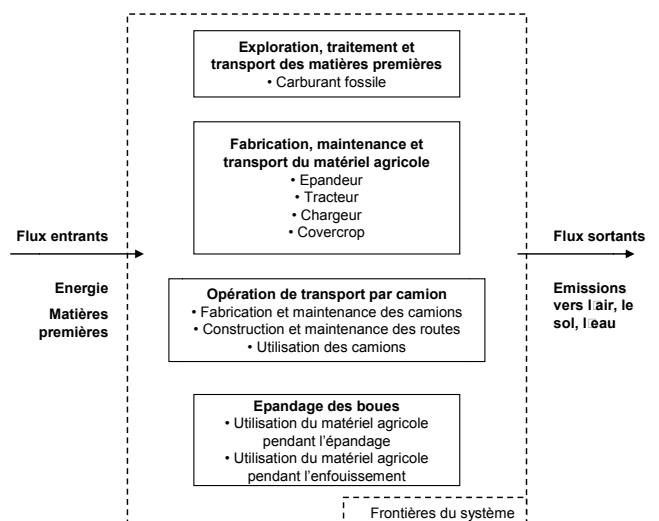 Exploration, traitement et
transport des matières premières
• Carburant fossile
Fabrication, maintenance et
transport du matériel agricole
• Epandeur
• Tracteur
• Chargeur
• Covercrop
Flux entrants
Energie
Matières
premières
Flux sortants
Emissions
vers l□air, le
sol, l□eau
Opération de transport par camion
• Fabrication et maintenance des camions
• Construction et maintenance des routes
• Utilisation des camions
Epandage des boues
• Utilisation du matériel agricole
pendant l’épandage
• Utilisation du matériel agricole
pendant l’enfouissement
Frontières du système